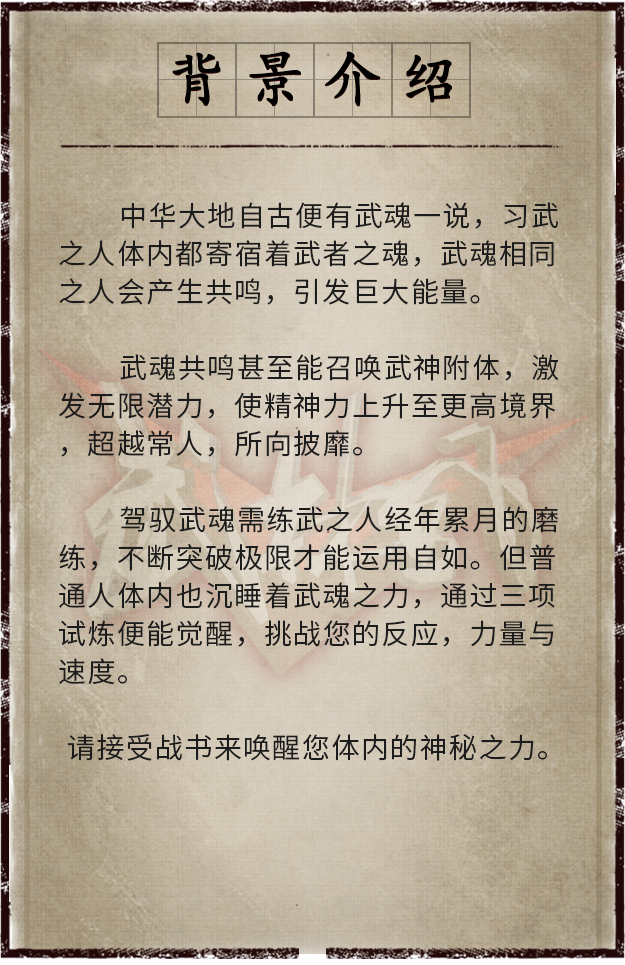 背景介绍
中华大地自古便有武魂一说，习武
之人体内都寄宿着武者之魂，武魂相同
之人会产生共鸣，引发巨大能量。
武魂共鸣甚至能召唤武神附体，激
发无限潜力，使精神力上升至更高境界
，超越常人，所向披靡。
驾驭武魂需练武之人经年累月的磨
练，不断突破极限才能运用自如。但普
通人体内也沉睡着武魂之力，通过三项
试炼便能觉醒，挑战您的反应，力量与
速度。
请接受战书来唤醒您体内的神秘之力。